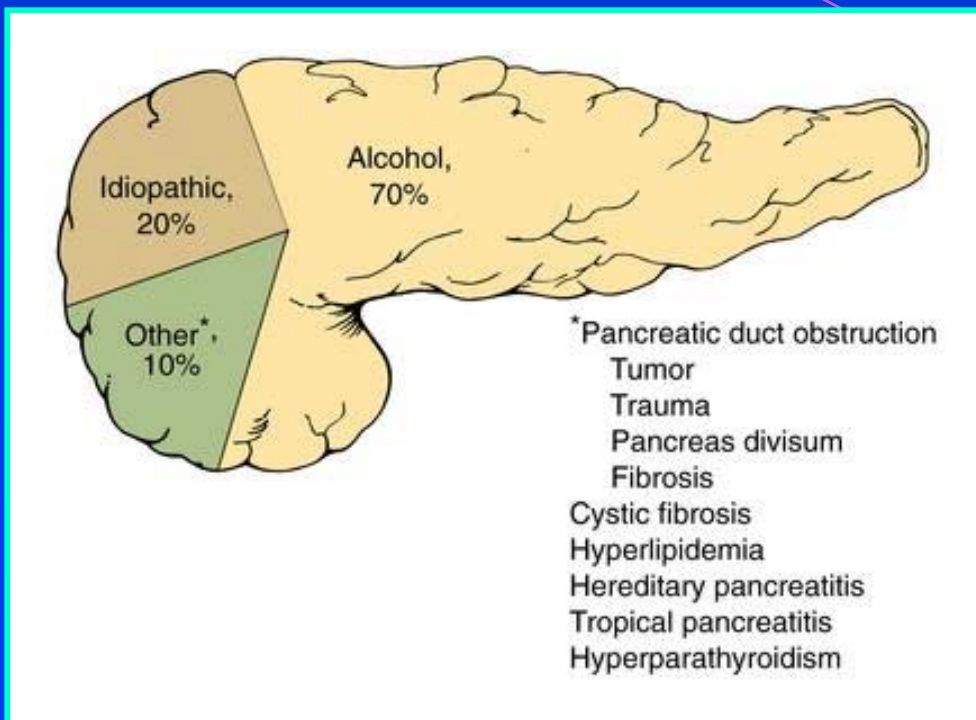 Idiopathic,
20%
Alcohol,
70%
Other*,
10%
*Pancreatic duct obstruction
Tumor
Trauma
Pancreas divisum
Fibrosis
Cystic fibrosis
Hyperlipidemia
Hereditary pancreatitis
Tropical pancreatitis
Hyperparathyroidism